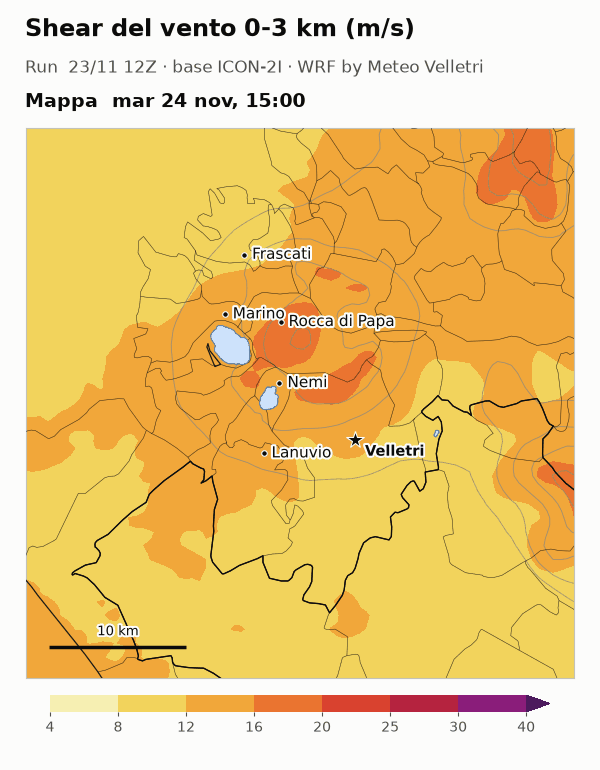 Shear del vento 0-3 km (m/s)
Run  23/11 12Z · base ICON-2I · WRF by Meteo Velletri
Mappa  mar 24 nov, 15:00
Frascati
Marino
Rocca di Papa
Nemi
Velletri
Lanuvio
10 km
4 8 12 16 20 25 30 40